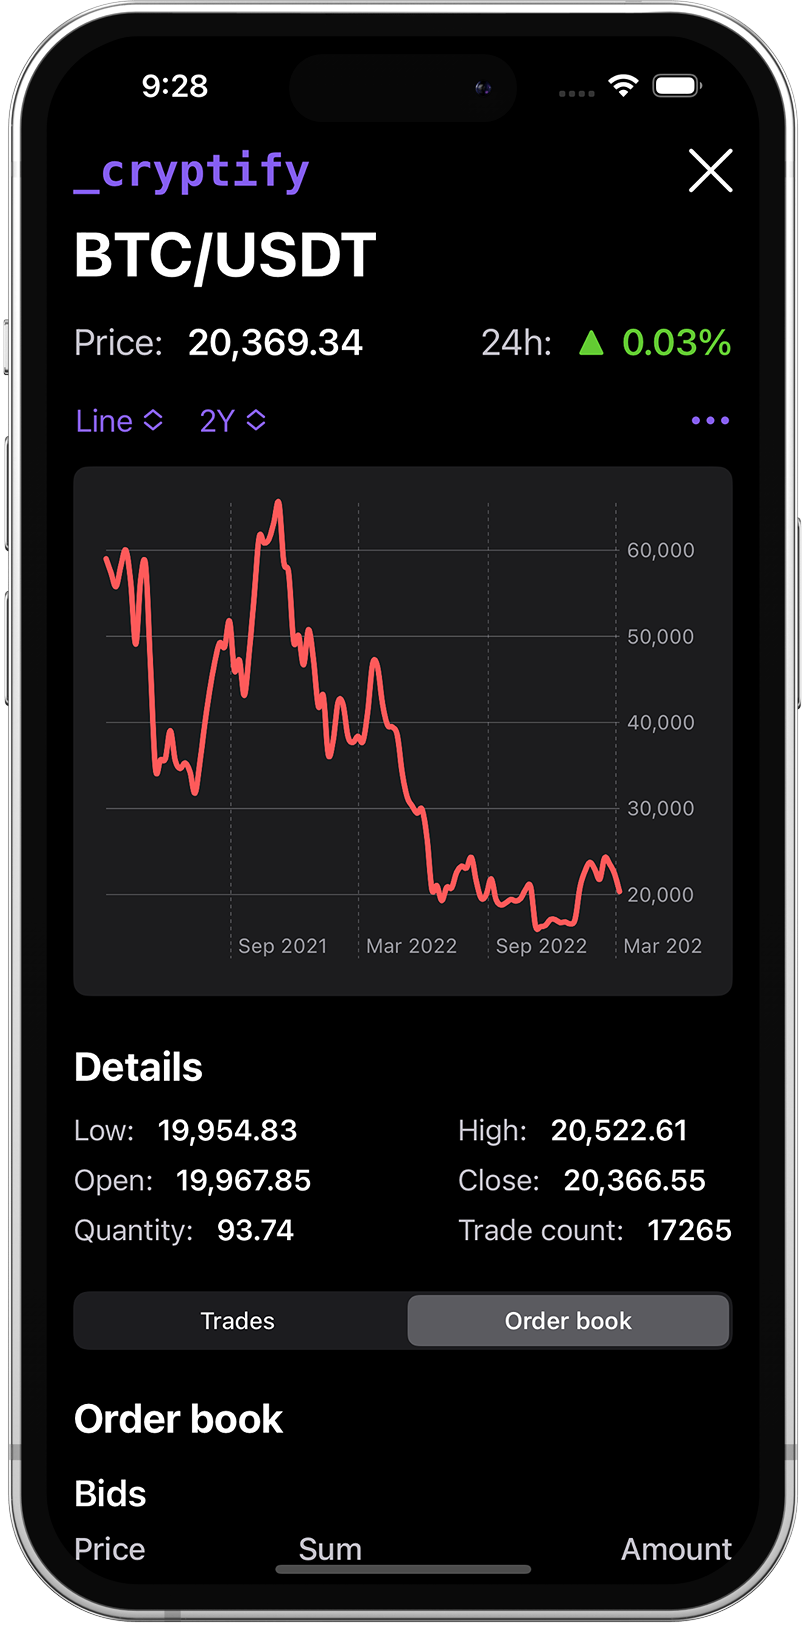 9:28
_cryptify
BTC/USDT
Price: 20,369.34 24h: ▲ 0.03%
Line 2Y
60,000
50,000
40,000
30,000
20,000
Sep 2021 Mar 2022 Sep 2022 Mar 202
Details
Low: 19,954.83 High: 20,522.61
Open: 19,967.85 Close: 20,366.55
Quantity: 93.74 Trade count: 17265
Trades Order book
Order book
Bids
Price Sum Amount